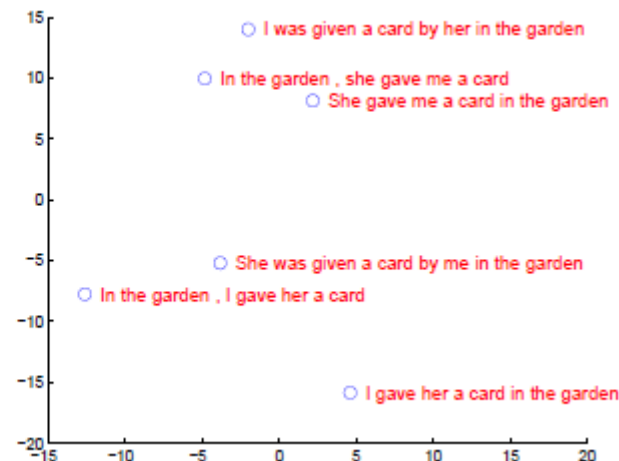 15
I was given a card by her in the garden
10
In the garden , she gave me a card
She gave me a card in the garden
5
0
−5
She was given a card by me in the garden
In the garden , I gave her a card
−10
−15
I gave her a card in the garden
−20
−15 −10 −5 0 5 10 15 20